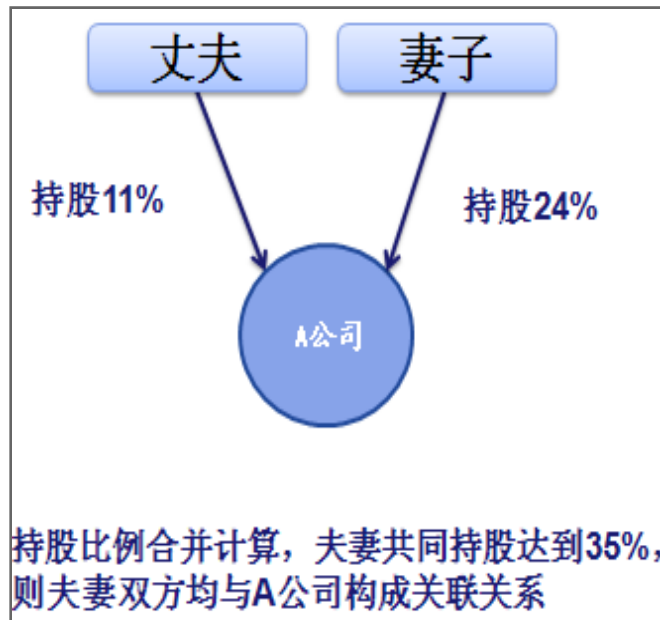 丈夫
妻子
持股11%
持股24%
A公司
持股比例合并计算，夫妻共同持股达到35%，
则夫妻双方均与A公司构成关联关系